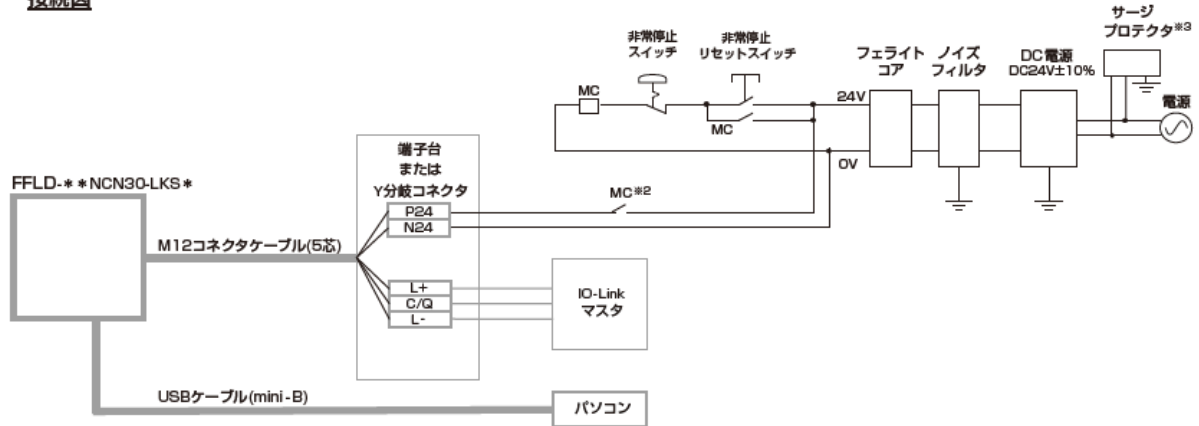 接続図
サージ
プロテクタ※3
非常停止
スイッチ
非常停止
リセットスイッチ
フェライト
コア
ノイズ
フィルタ
DC電源
DC24V±10%
電源
MC
MC
24V
0V
端子台
または
Y分岐コネクタ
FFLD-＊＊NCN30-LKS＊
P24
N24
MC※2
M12コネクタケーブル(5芯)
L+
C/Q
L-
IO-Link
マスタ
USBケーブル(mini-B)
パソコン